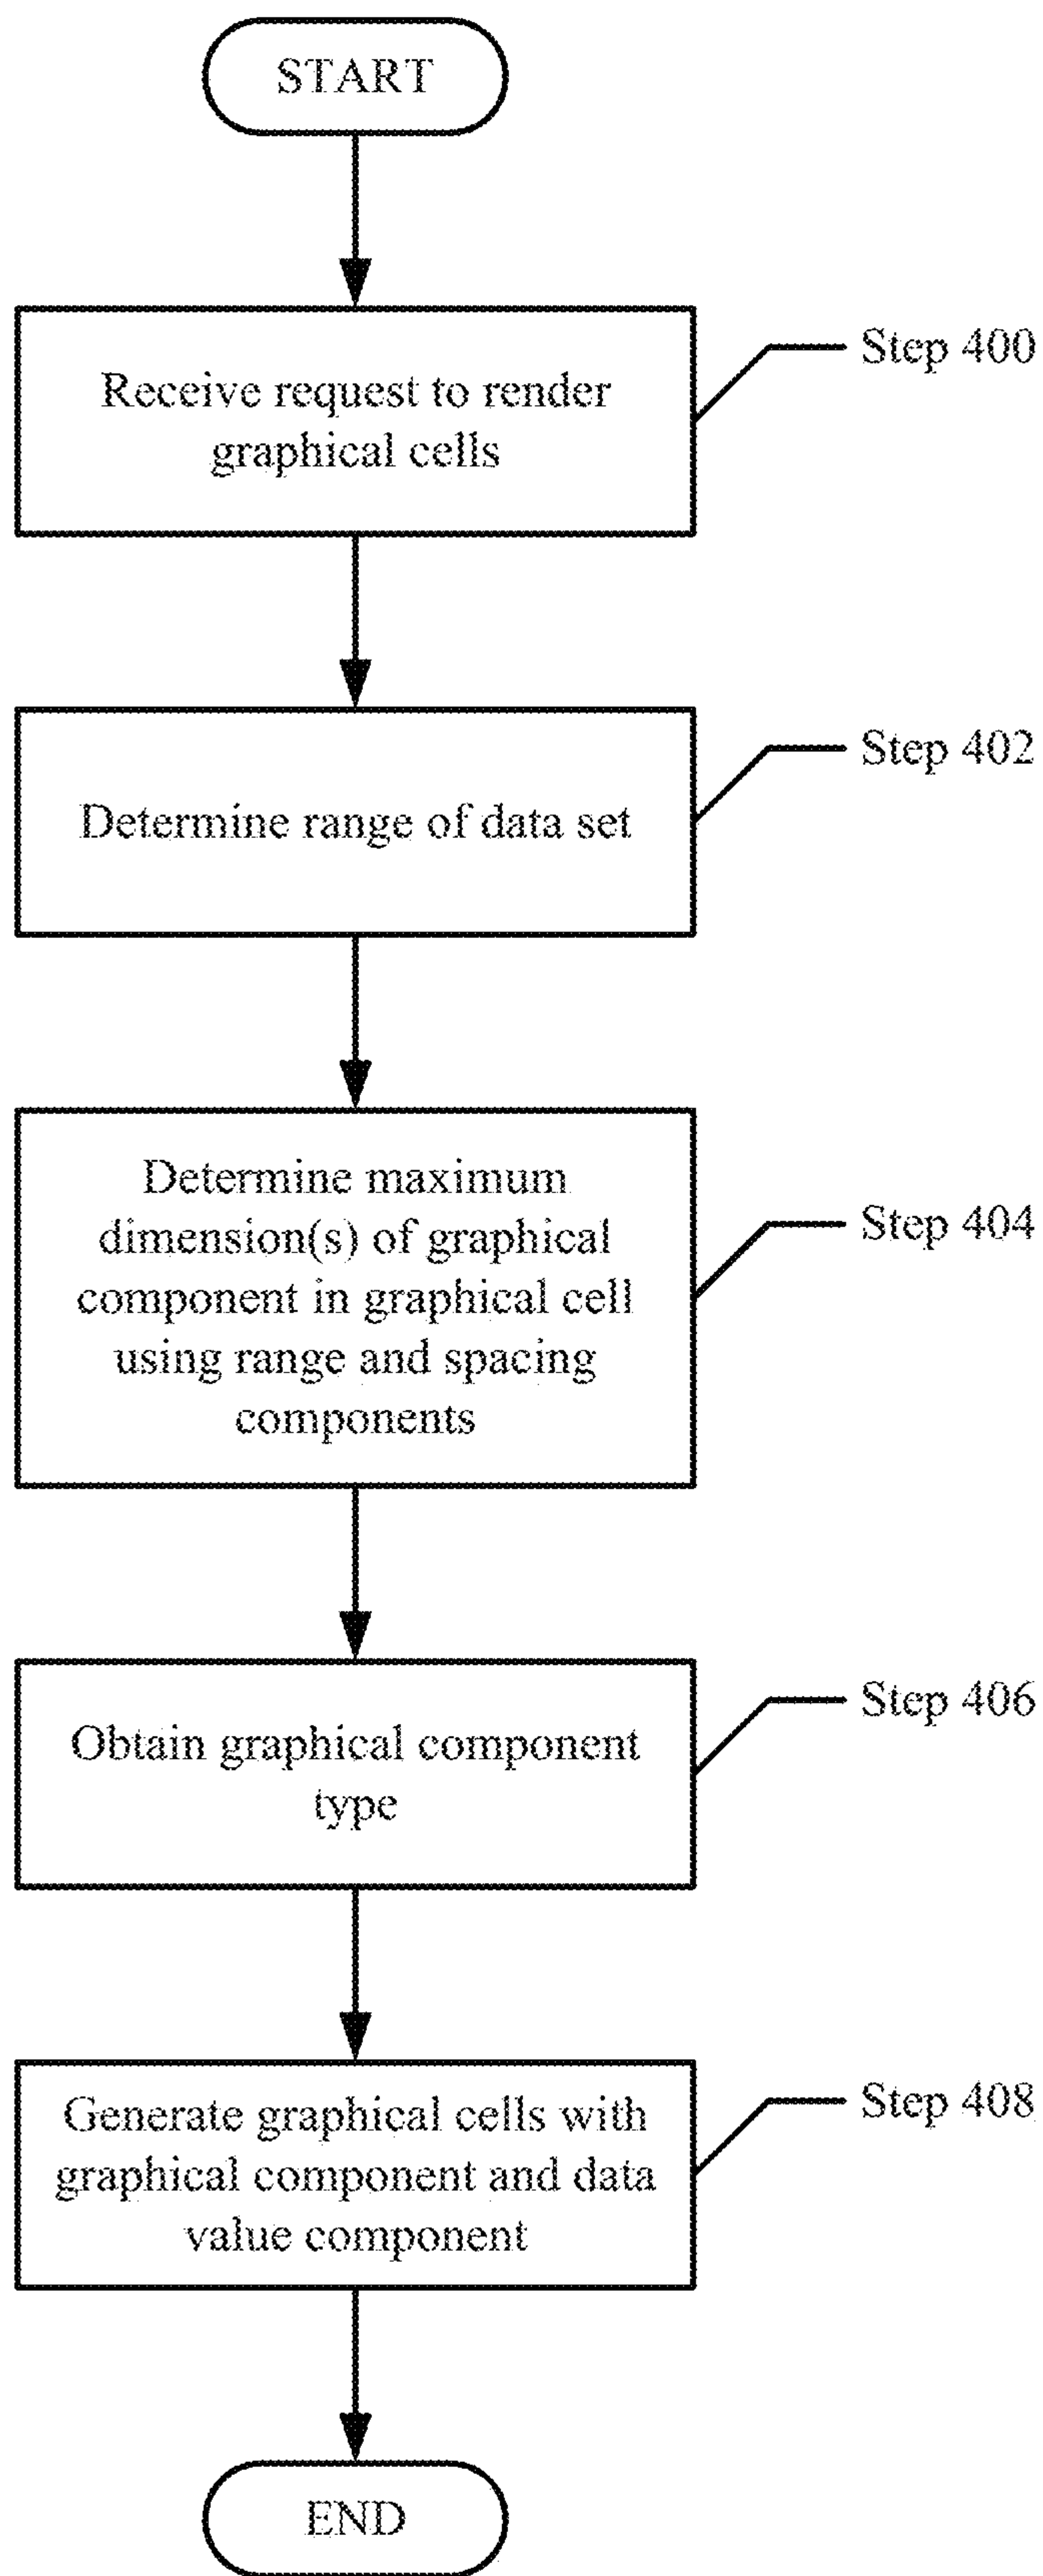 START
Receive request to render
graphical cells
Step 400
Determine range of data set
Step 402
Determine maximum
dimension(s) of graphical
component in graphical cell
using range and spacing
components
Step 404
Obtain graphical component
type
Step 406
Generate graphical cells with
graphical component and data
value component
Step 408
END